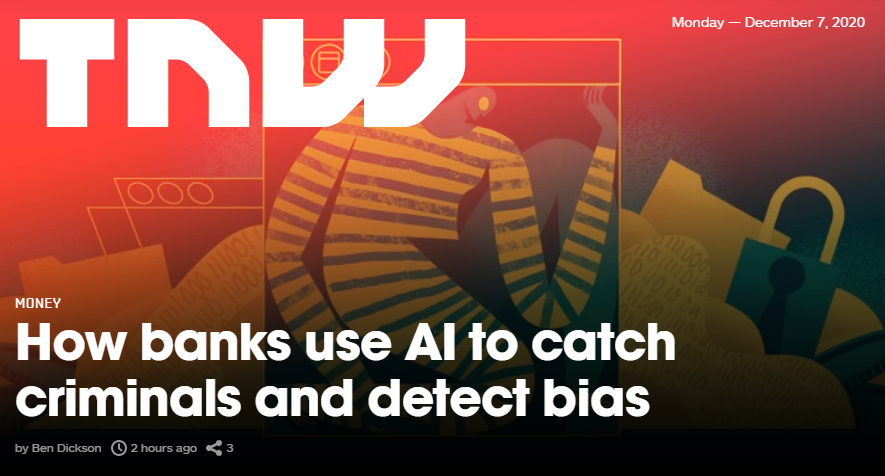 TNW
Monday — December 7, 2020
MONEY
How banks use AI to catch
criminals and detect bias
by Ben Dickson 2 hours ago 3